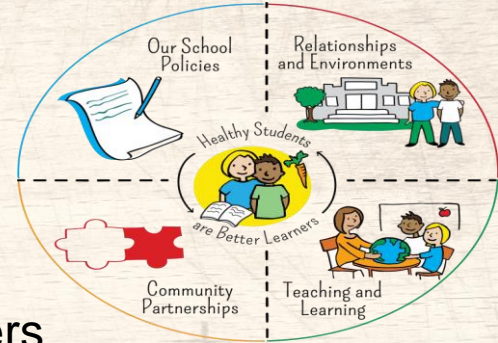 Our School
Policies
Relationships
and Environments
Healthy Students
are Better Learners
Community
Partnerships
Teaching and
Learning